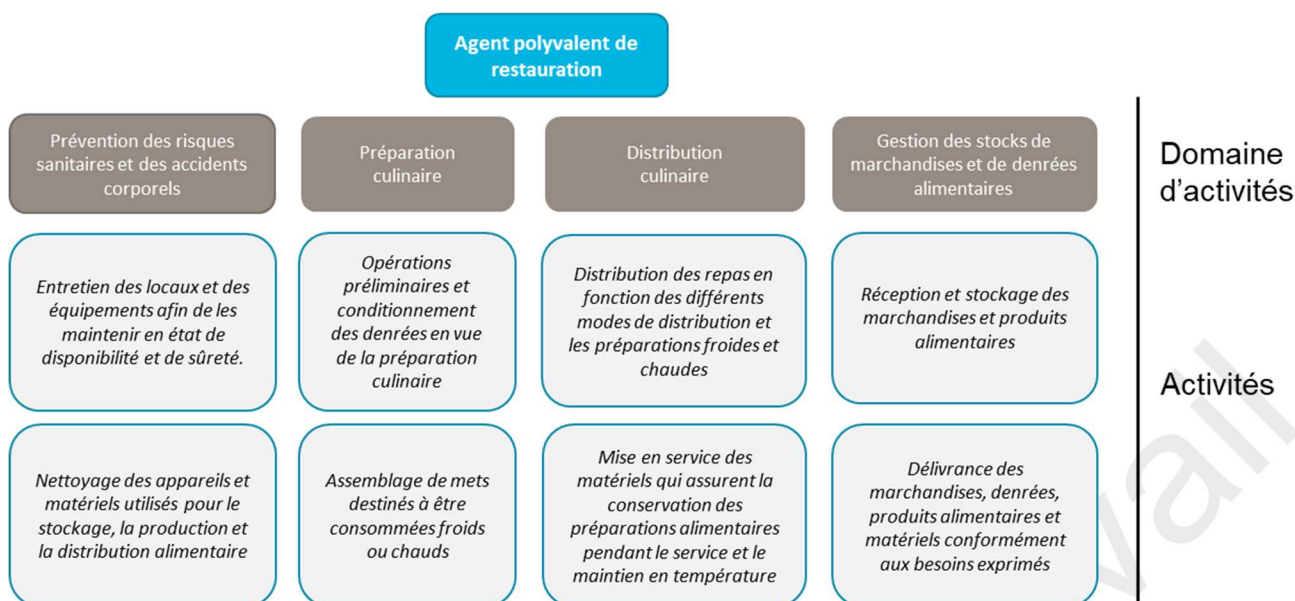 Agent polyvalent de
restauration
Prévention des risques
sanitaires et des accidents
corporels
Préparation
culinaire
Distribution
culinaire
Gestion des stocks de
marchandises et de denrées
alimentaires
Domaine
d'activités
Entretien des locaux et des
équipements afin de les
maintenir en état de
disponibilité et de sûreté.
Opérations
préliminaires et
conditionnement
des denrées en vue
de la préparation
culinaire
Distribution des repas en
fonction des différents
modes de distribution et
les préparations froides et
chaudes
Réception et stockage des
marchandises et produits
alimentaires
Activités
Nettoyage des appareils et
matériels utilisés pour le
stockage, la production et
la distribution alimentaire
Assemblage de mets
destinés à être
consommées froids
ou chauds
Mise en service des
matériels qui assurent la
conservation des
préparations alimentaires
pendant le service et le
maintien en température
Délivrance des
marchandises, denrées,
produits alimentaires et
matériels conformément
aux besoins exprimés